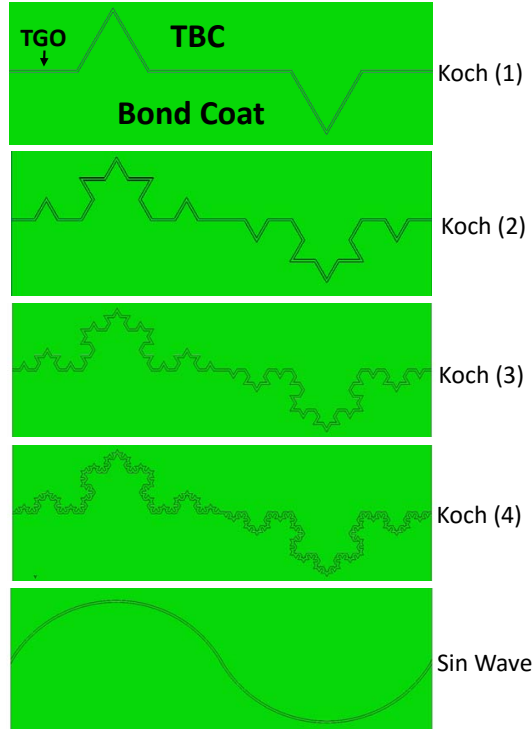 TGO
TBC
Bond Coat
Koch (1)
Koch (2)
Koch (3)
Koch (4)
Sin Wave